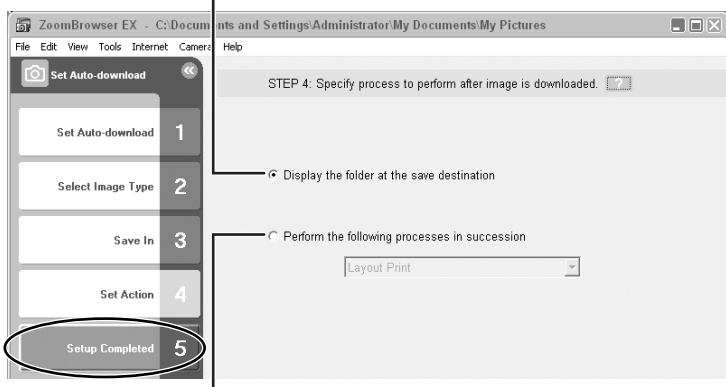 ZoomBrowser EX - C:\Documents and Settings\Administrator\My Documents\My Pictures
File Edit View Tools Internet Camera Help
Set Auto-download
STEP 4: Specify process to perform after image is downloaded. ?
Set Auto-download 1
Display the folder at the save destination
Select Image Type 2
Save In 3
Perform the following processes in succession
Layout Print
Set Action 4
Setup Completed 5